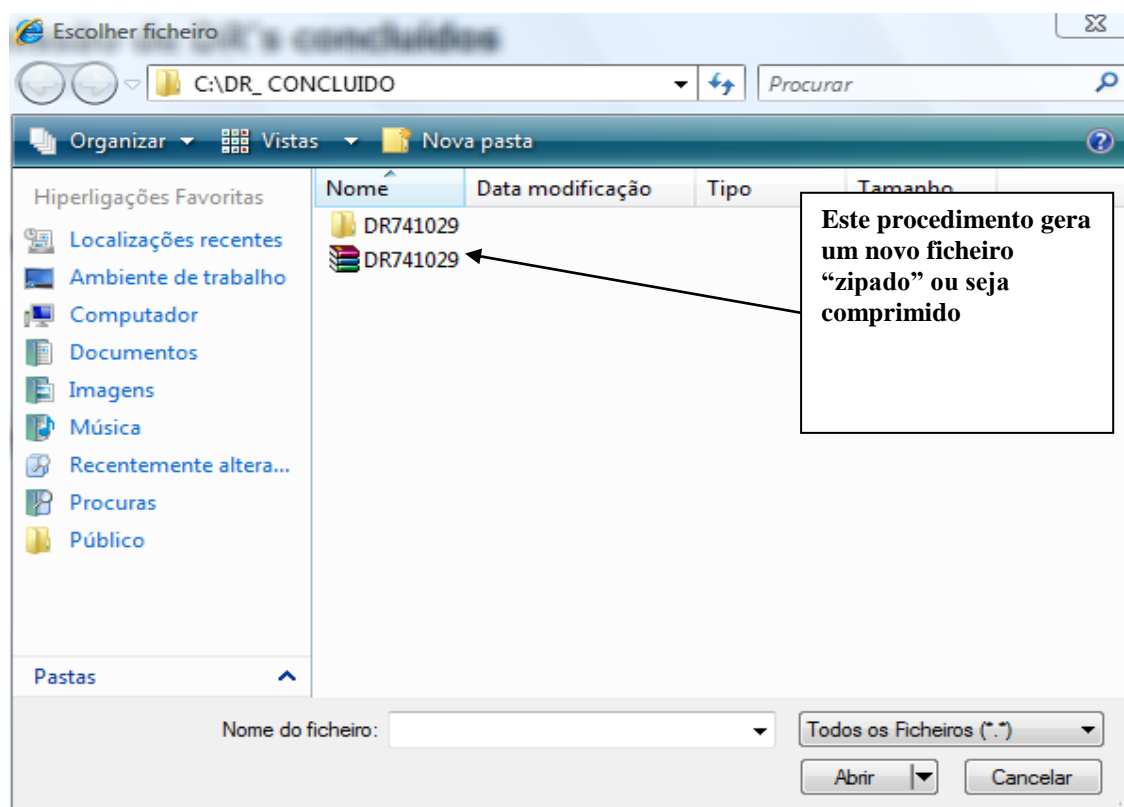 Escolher ficheiro
concluídos
C:\DR_ CONCLUIDO
Procurar
Organizar Vistas Nova pasta
Hiperligações Favoritas
Localizações recentes
Ambiente de trabalho
Computador
Documentos
Imagens
Música
Recentemente altera...
Procuras
Público
Pastas
Nome Data modificação Tipo Tamanho
DR741029
DR741029
Este procedimento gera
um novo ficheiro
“zipado” ou seja
comprimido
Nome do ficheiro:
Todos os Ficheiros (*.*)
Abrir Cancelar